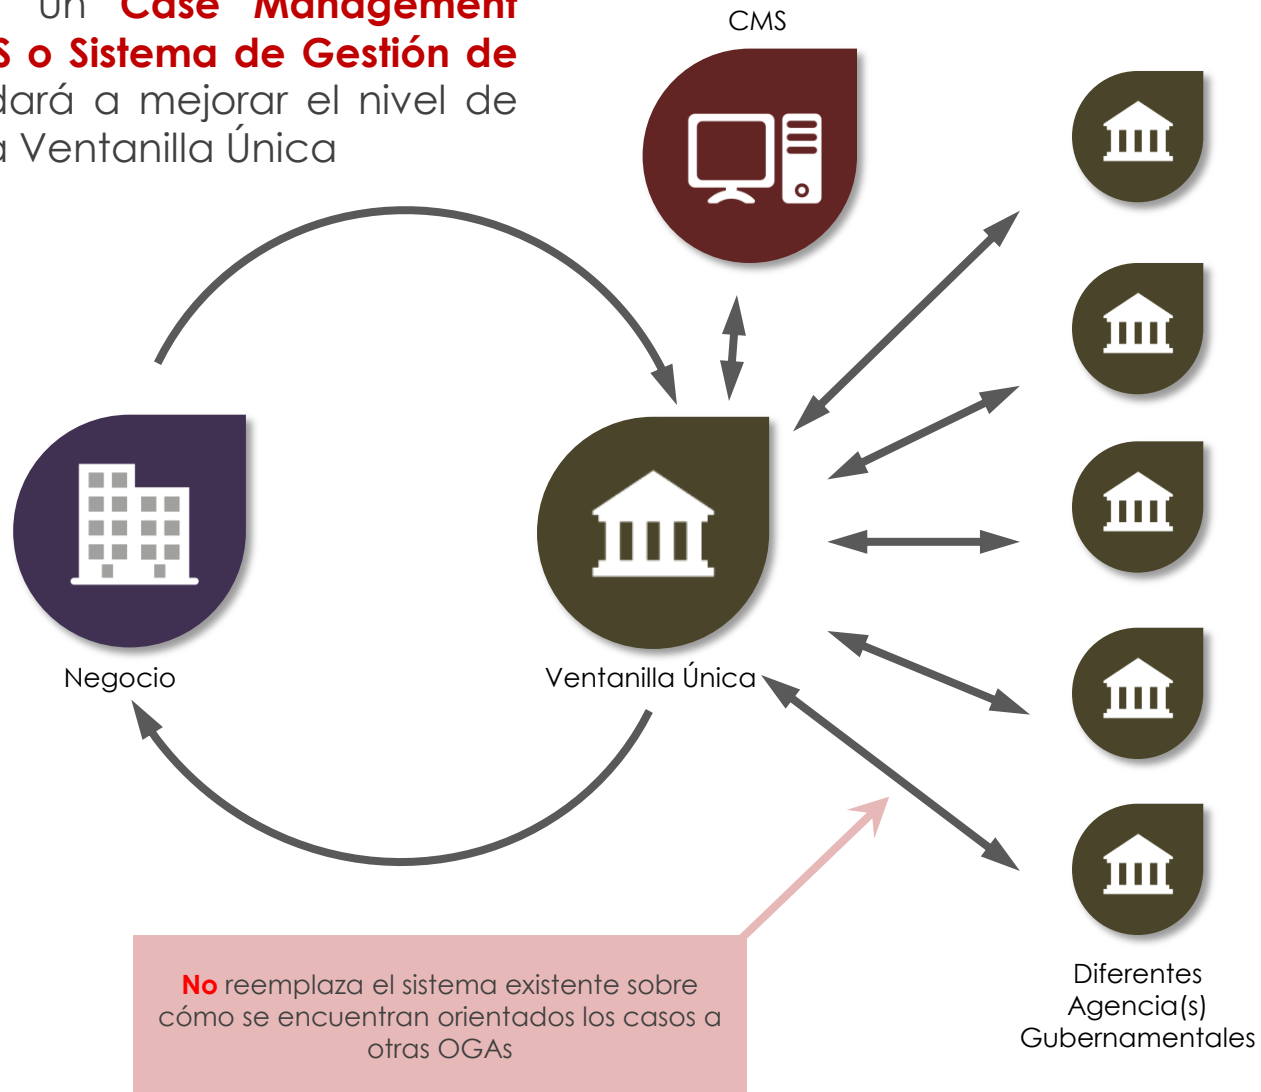 un Case Management
S o Sistema de Gestión de
dará a mejorar el nivel de
a Ventanilla Única
CMS
Negocio
Ventanilla Única
No reemplaza el sistema existente sobre
cómo se encuentran orientados los casos a
otras OGAs
Diferentes
Agencia(s)
Gubernamentales